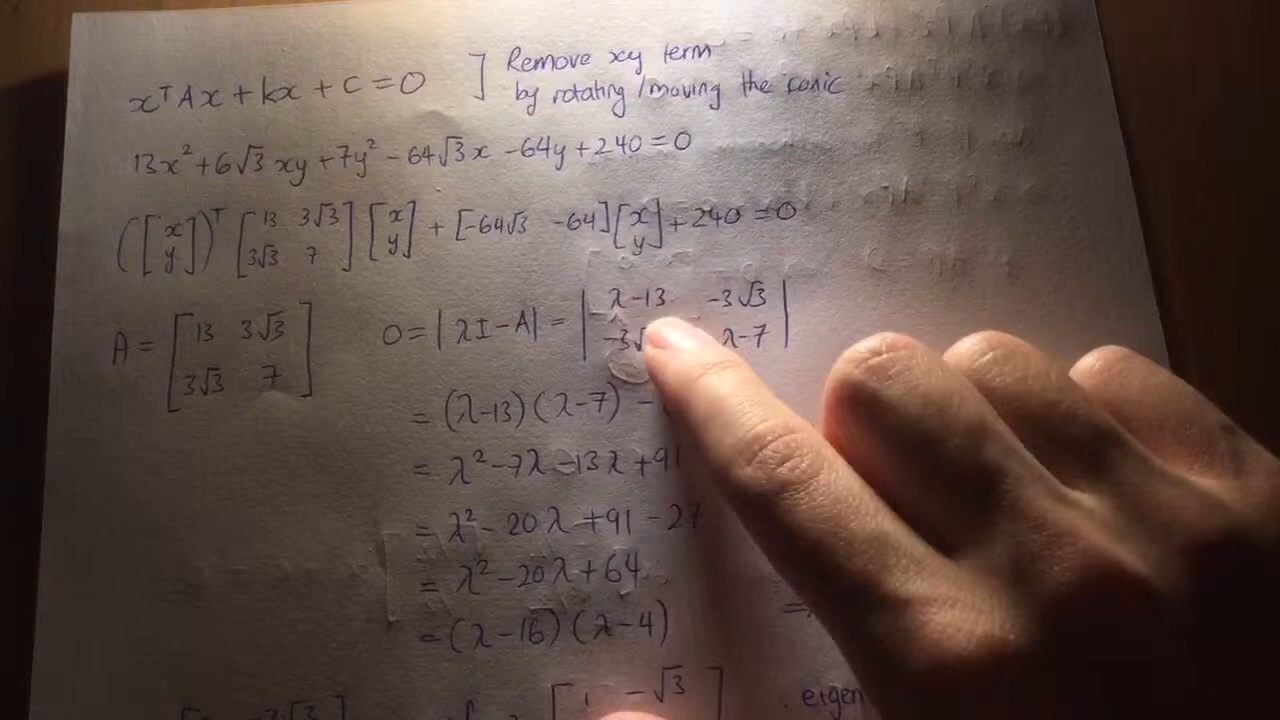 xᵀAx + kx + C = 0 ] Remove xy term
by rotating/moving the conic
13x² + 6√3 xy + 7y² - 64√3x - 64y + 240 = 0
([x y])ᵀ [13 3√3 3√3 7] [x y] + [-64√3 -64] [x y] + 240 = 0
A = [13 3√3 3√3 7] 0 = |λI - A| = |λ-13 -3√3 -3√ λ-7|
= (λ-13)(λ-7) -
= λ² - 7λ - 13λ + 91
= λ² - 20λ + 91 - 27
= λ² - 20λ + 64
= (λ-16)(λ-4)
-√3